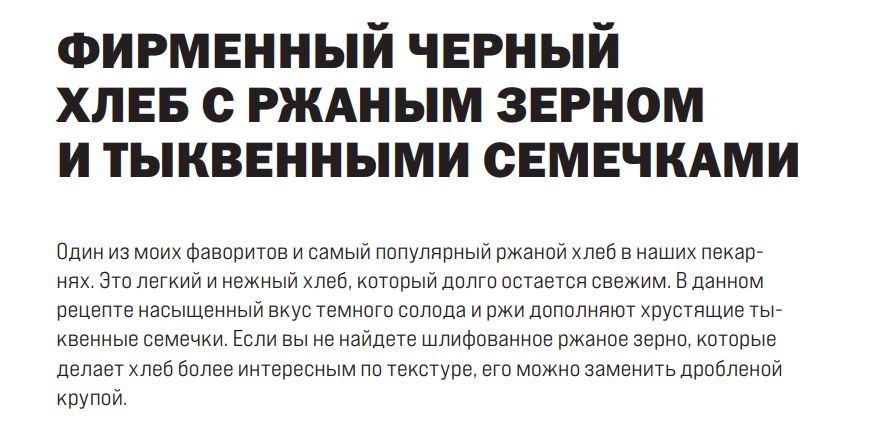 ФИРМЕННЫЙ ЧЕРНЫЙ
ХЛЕБ С РЖАНЫМ ЗЕРНОМ
И ТЫКВЕННЫМИ СЕМЕЧКАМИ
Один из моих фаворитов и самый популярный ржаной хлеб в наших пекар-
нях. Это легкий и нежный хлеб, который долго остается свежим. В данном
рецепте насыщенный вкус темного солода и ржи дополняют хрустящие ты-
квенные семечки. Если вы не найдете шлифованное ржаное зерно, которые
делает хлеб более интересным по текстуре, его можно заменить дробленой
крупой.